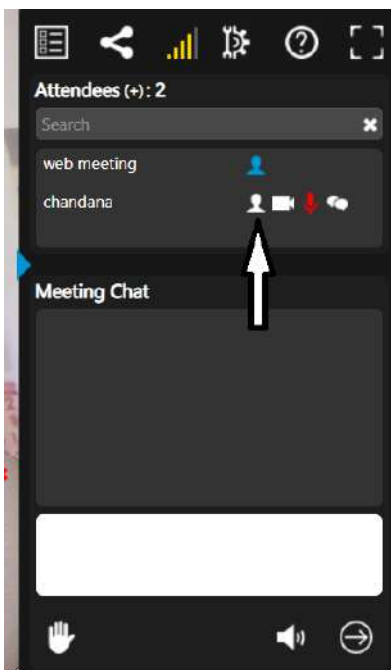 Attendees (+): 2
Search
web meeting
chandana
Meeting Chat